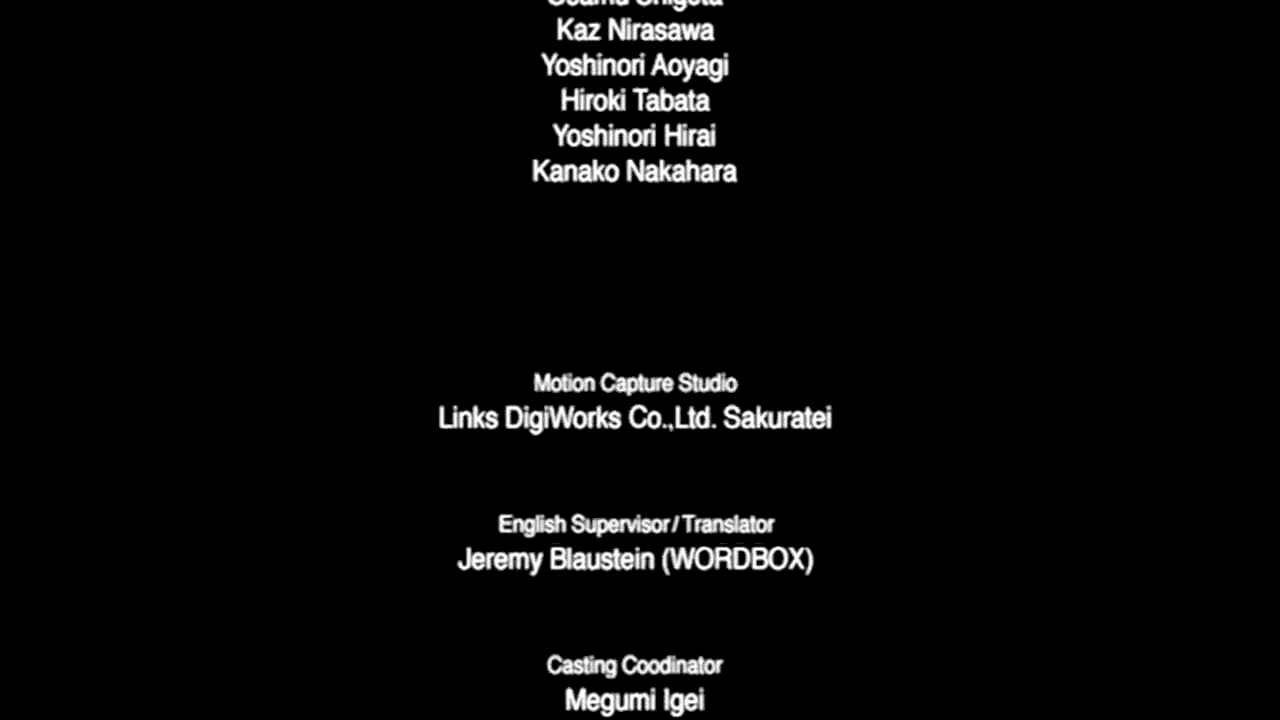 Kaz Nirasawa
Yoshinori Aoyagi
Hiroki Tabata
Yoshinori Hirai
Kanako Nakahara
Motion Capture Studio
Links DigiWorks Co.,Ltd. Sakuratei
English Supervisor / Translator
Jeremy Blaustein (WORDBOX)
Casting Coodinator
Megumi Igei